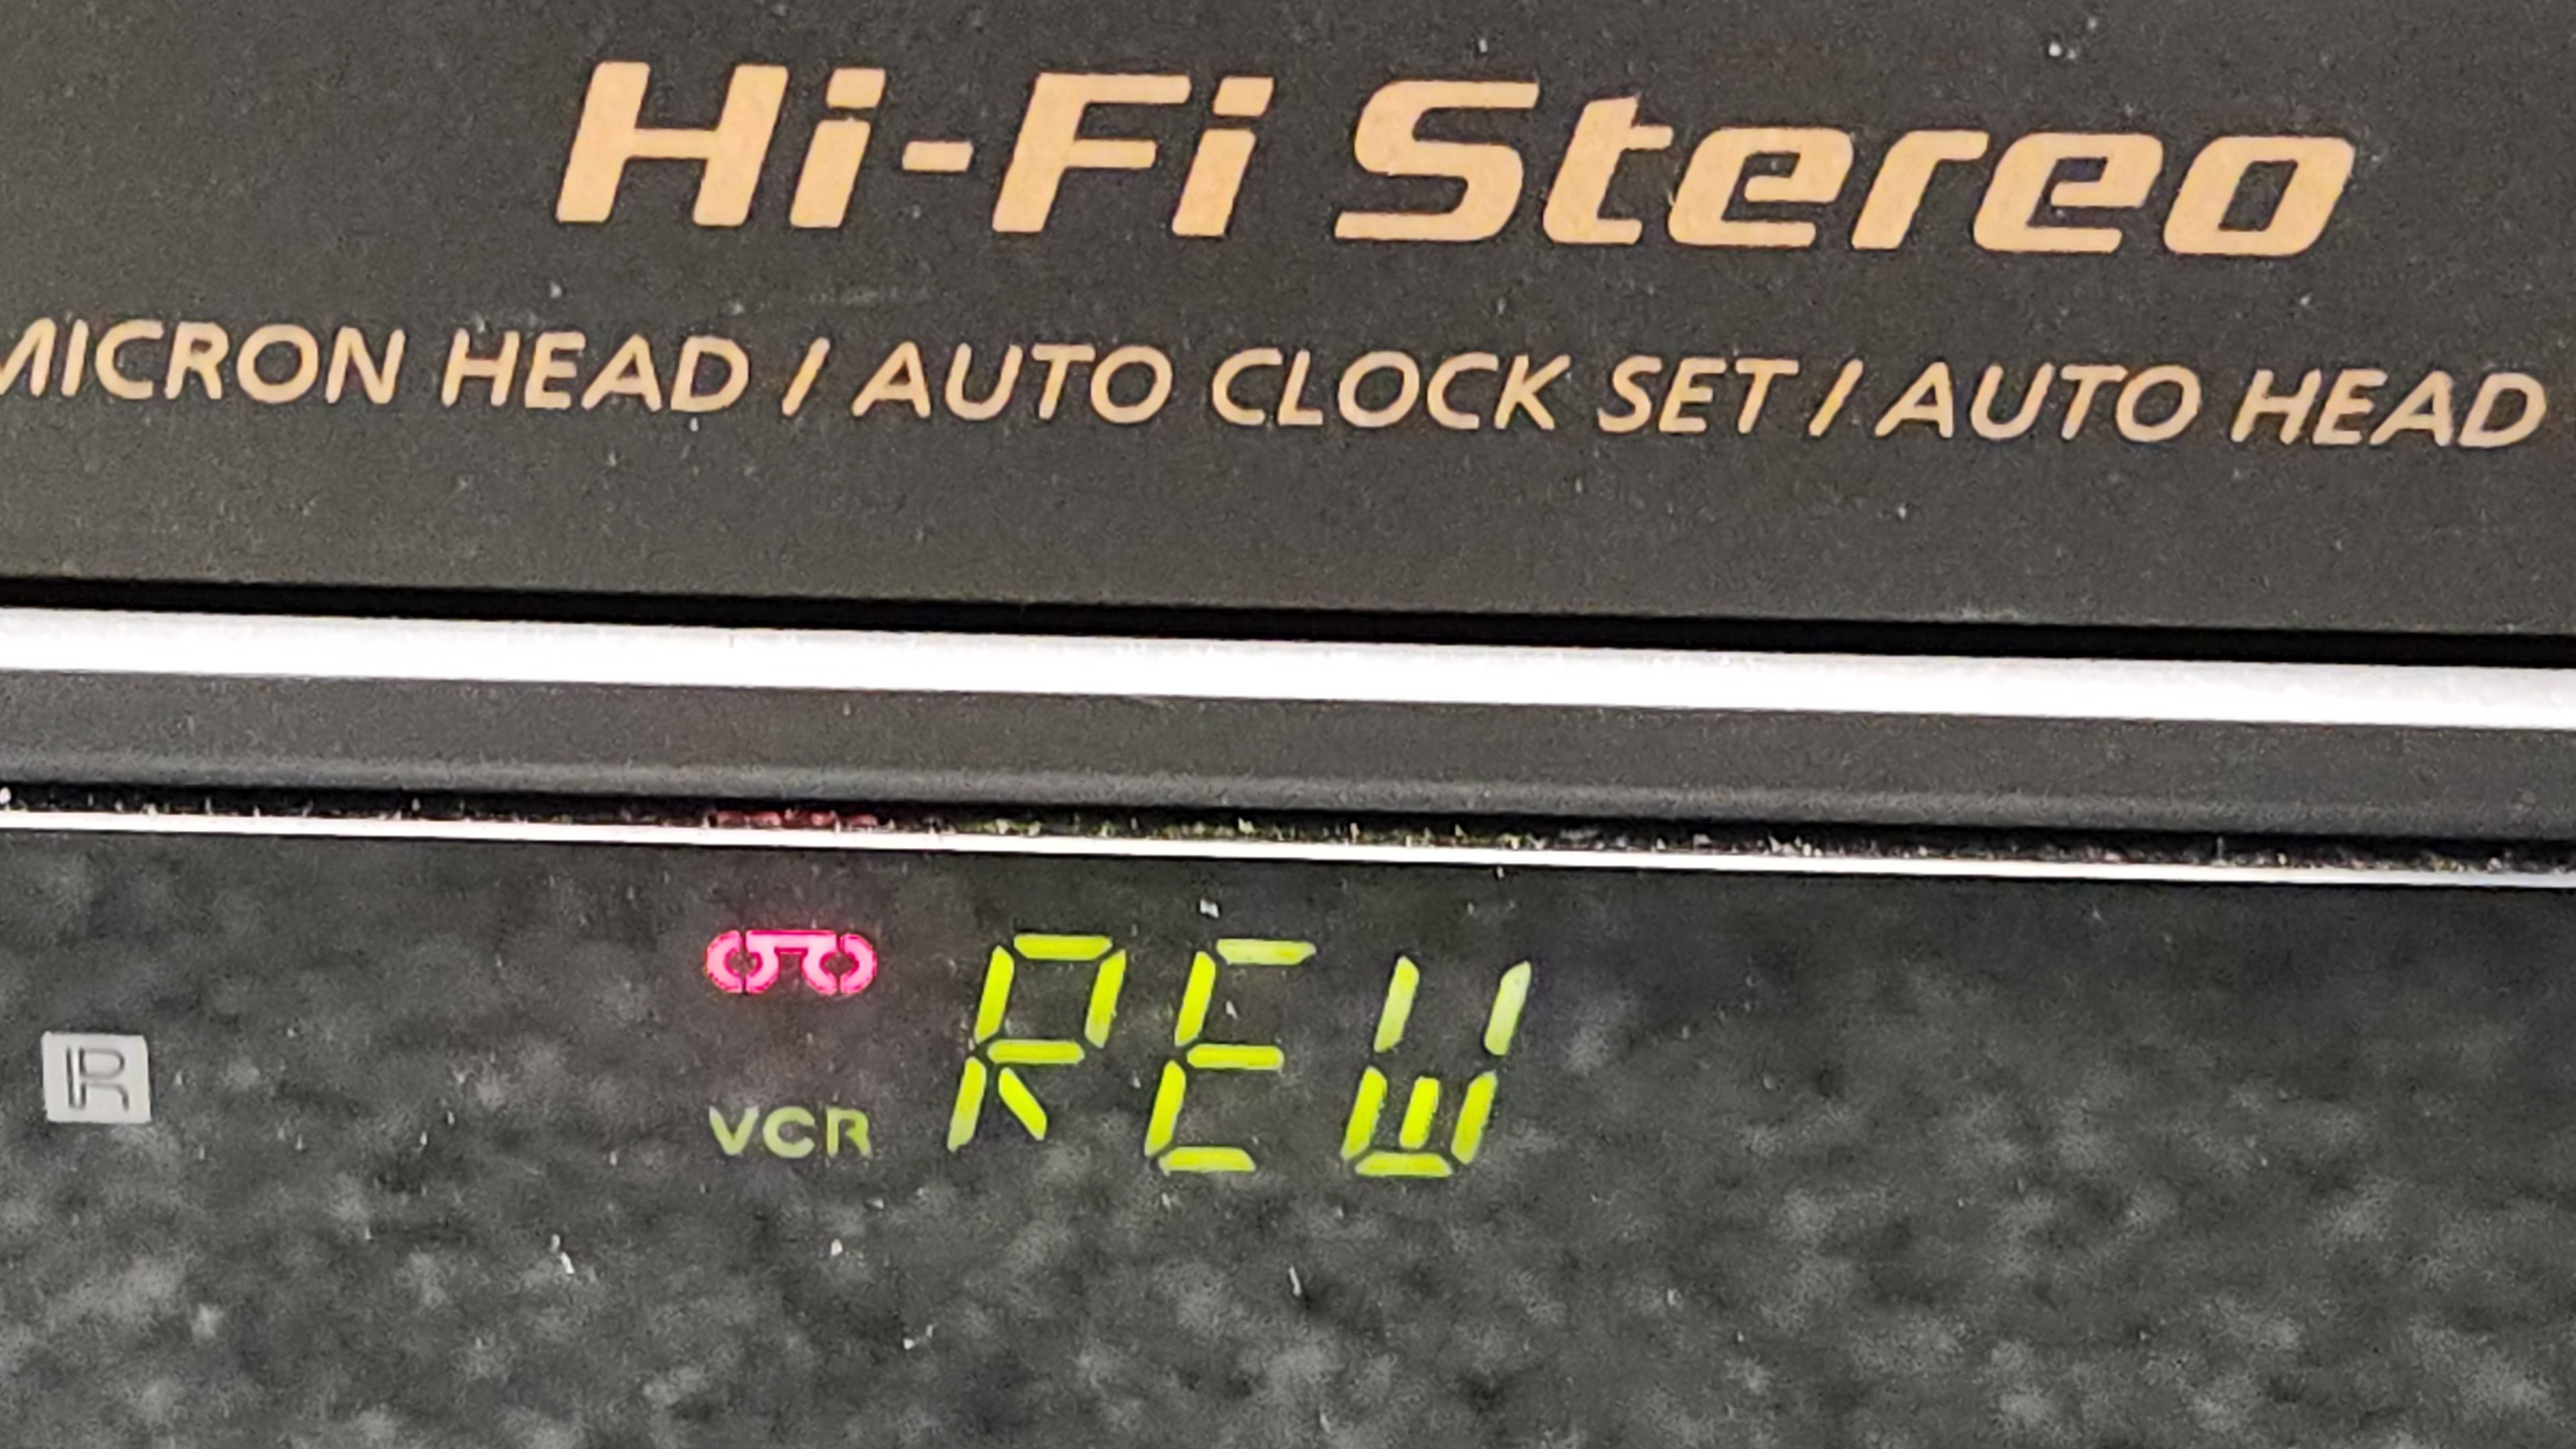 Hi-Fi Stereo
MICRON HEAD / AUTO CLOCK SET / AUTO HEAD
REW
R
VCR